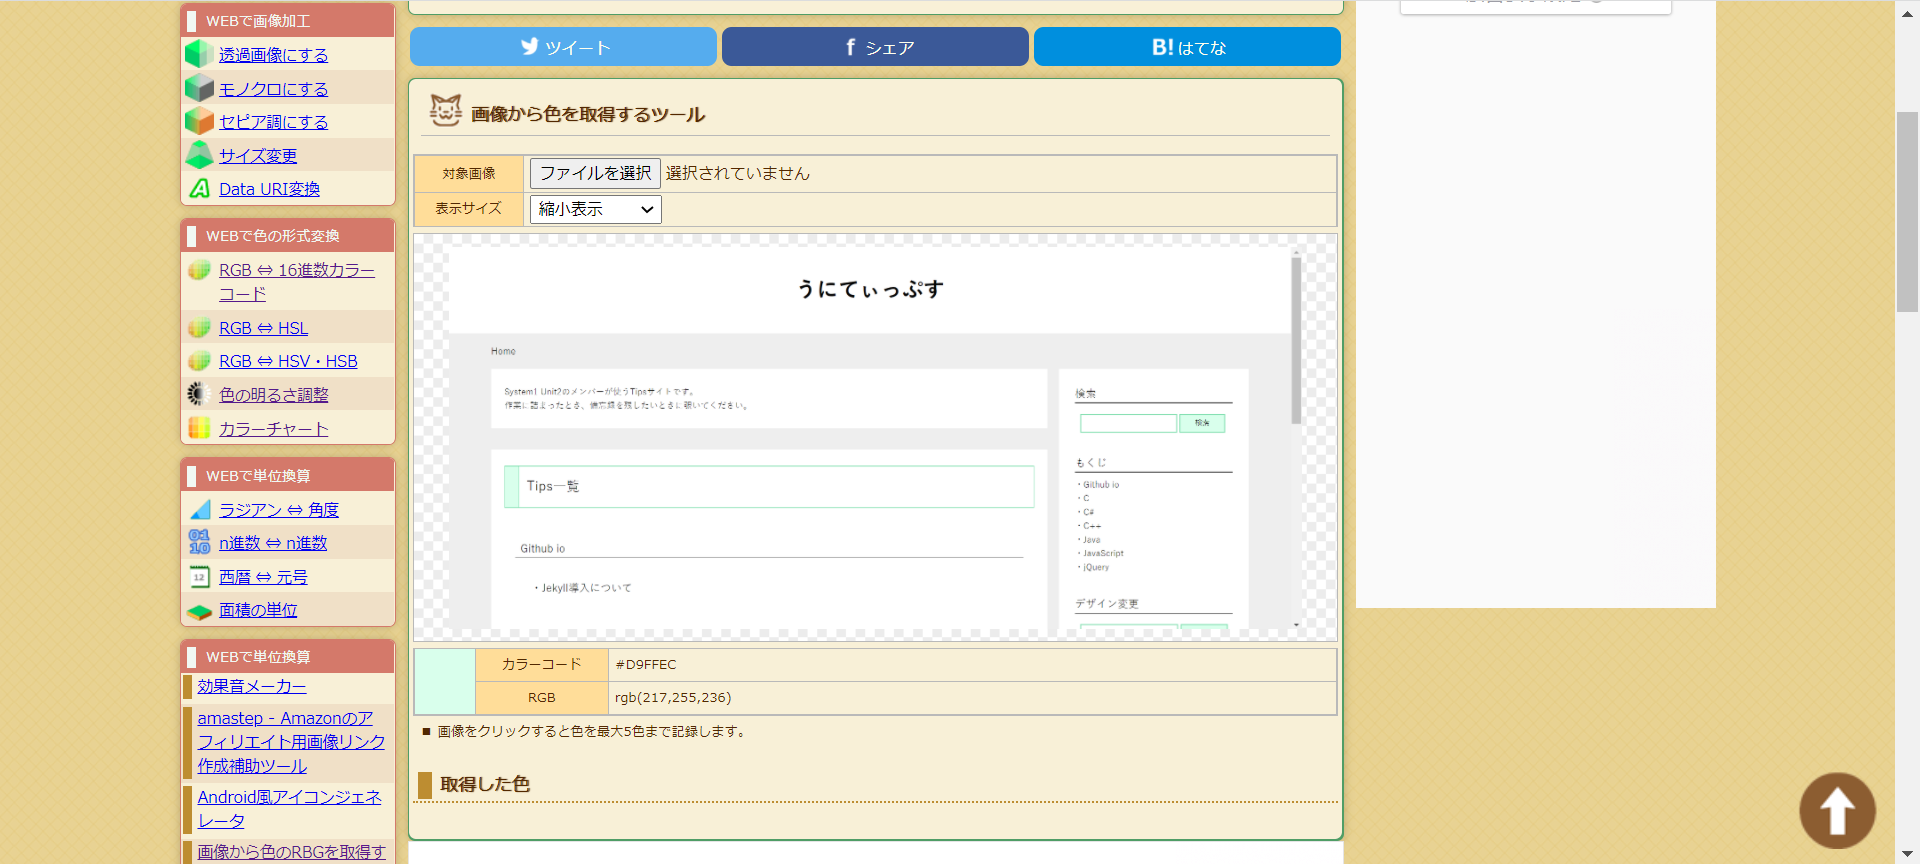 WEBで画像加工
透過画像にする
モノクロにする
セピア調にする
サイズ変更
Data URI変換
WEBで色の形式変換
RGB ⇔ 16進数カラー
コード
RGB ⇔ HSL
RGB ⇔ HSV・HSB
色の明るさ調整
カラーチャート
WEBで単位換算
ラジアン ⇔ 角度
n進数 ⇔ n進数
西暦 ⇔ 元号
面積の単位
WEBで単位換算
効果音メーカー
amastep - Amazonのア
フィリエイト用画像リンク
作成補助ツール
Android風アイコンジェネ
レータ
画像から色のRBGを取得す
ツイート
シェア
B! はてな
画像から色を取得するツール
対象画像 ファイルを選択 選択されていません
表示サイズ 縮小表示
うにてぃっぷす
Home
System1 Unit2のメンバーが使うTipsサイトです。
作業に詰まったとき、備忘録を残したいときに覗いてください。
Tips一覧
Github io
・Jekyll導入について
検索
検索
もくじ
・Github io
・C
・C#
・C++
・Java
・JavaScript
・jQuery
デザイン変更
カラーコード #D9FFEC
RGB rgb(217,255,236)
■ 画像をクリックすると色を最大5色まで記録します。
取得した色